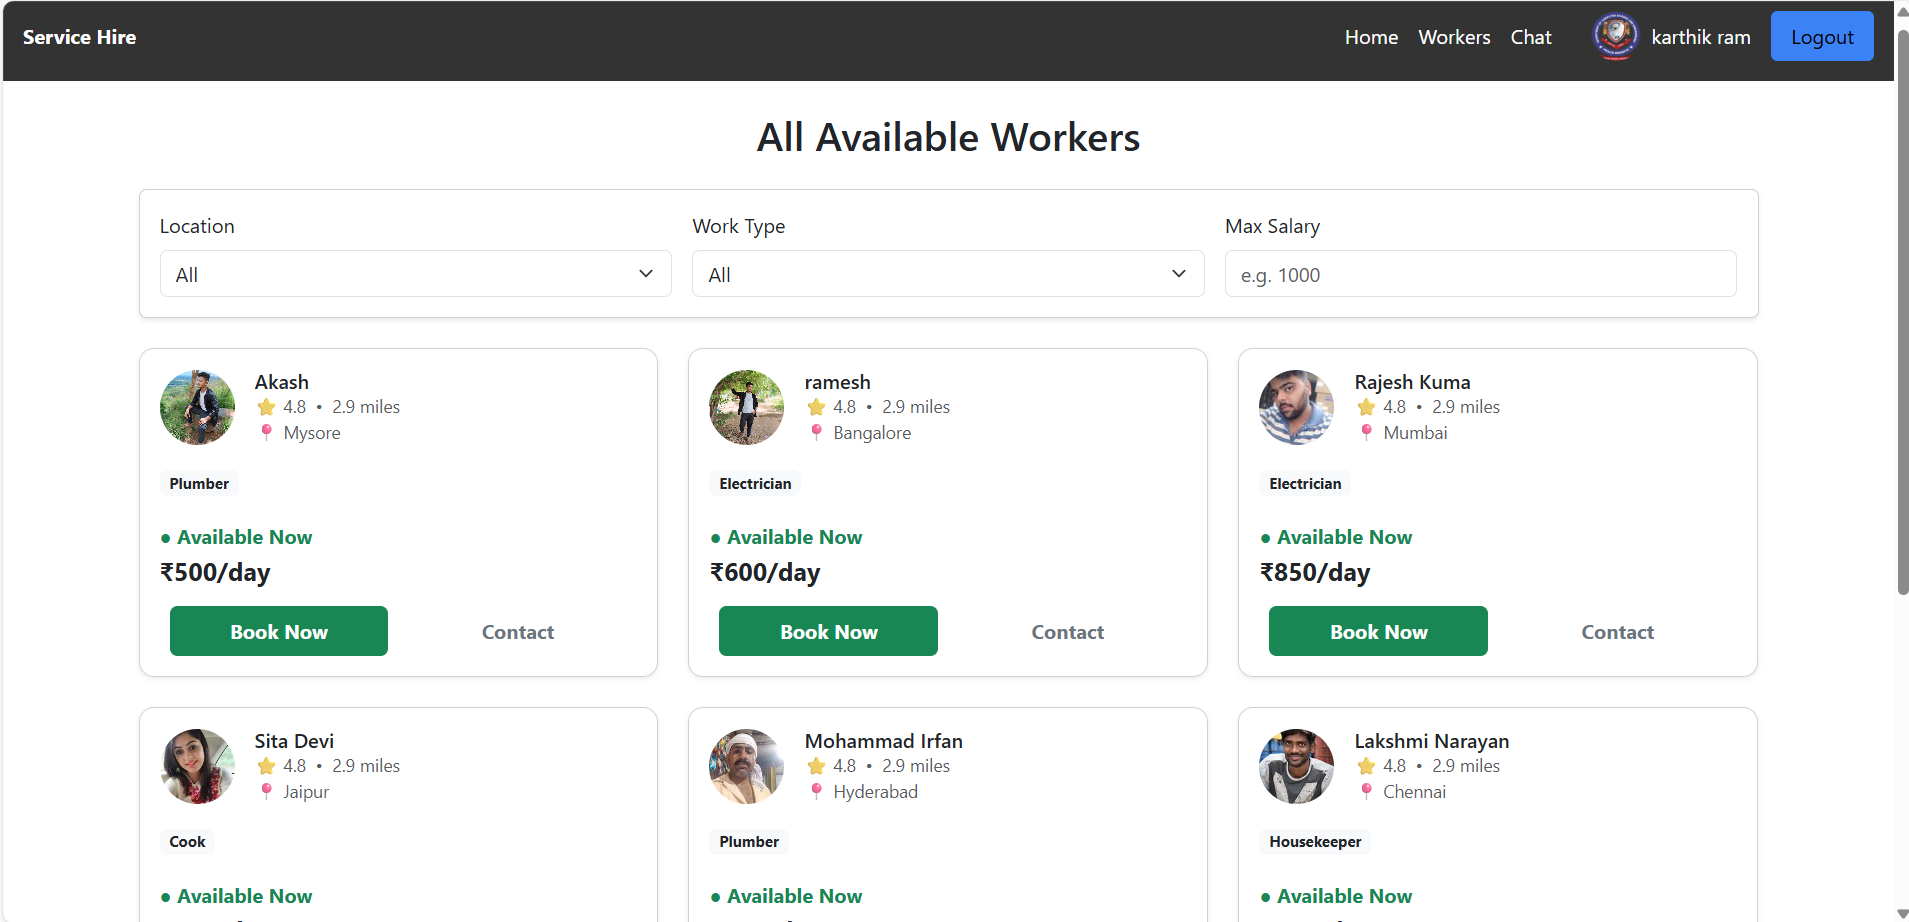 Service Hire
Home Workers Chat karthik ram Logout
All Available Workers
Location Work Type Max Salary
All All e.g. 1000
Akash
4.8 • 2.9 miles
Mysore
Plumber
● Available Now
₹500/day
Book Now Contact
ramesh
4.8 • 2.9 miles
Bangalore
Electrician
● Available Now
₹600/day
Book Now Contact
Rajesh Kuma
4.8 • 2.9 miles
Mumbai
Electrician
● Available Now
₹850/day
Book Now Contact
Sita Devi
4.8 • 2.9 miles
Jaipur
Cook
● Available Now
Mohammad Irfan
4.8 • 2.9 miles
Hyderabad
Plumber
● Available Now
Lakshmi Narayan
4.8 • 2.9 miles
Chennai
Housekeeper
● Available Now